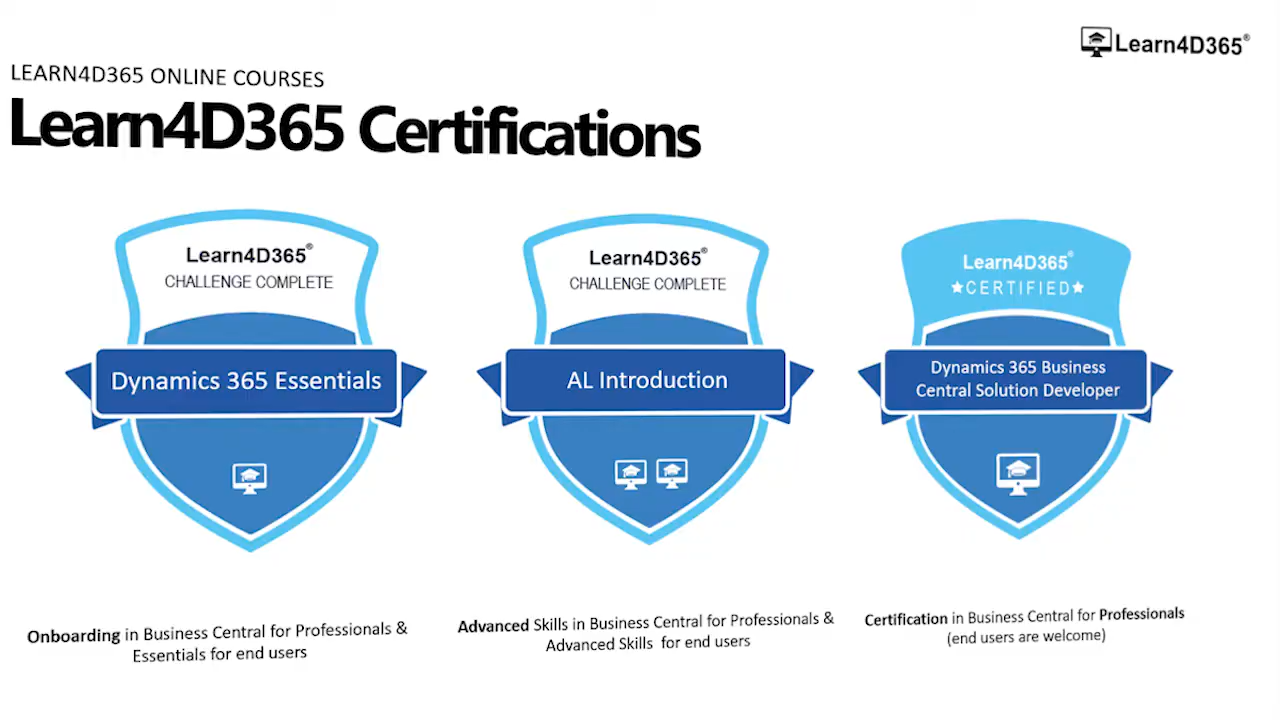 Learn4D365®
LEARN4D365 ONLINE COURSES
Learn4D365 Certifications
Learn4D365®
CHALLENGE COMPLETE
Dynamics 365 Essentials
Onboarding in Business Central for Professionals &
Essentials for end users
Learn4D365®
CHALLENGE COMPLETE
AL Introduction
Advanced Skills in Business Central for Professionals &
Advanced Skills for end users
Learn4D365®
★CERTIFIED★
Dynamics 365 Business
Central Solution Developer
Certification in Business Central for Professionals
(end users are welcome)